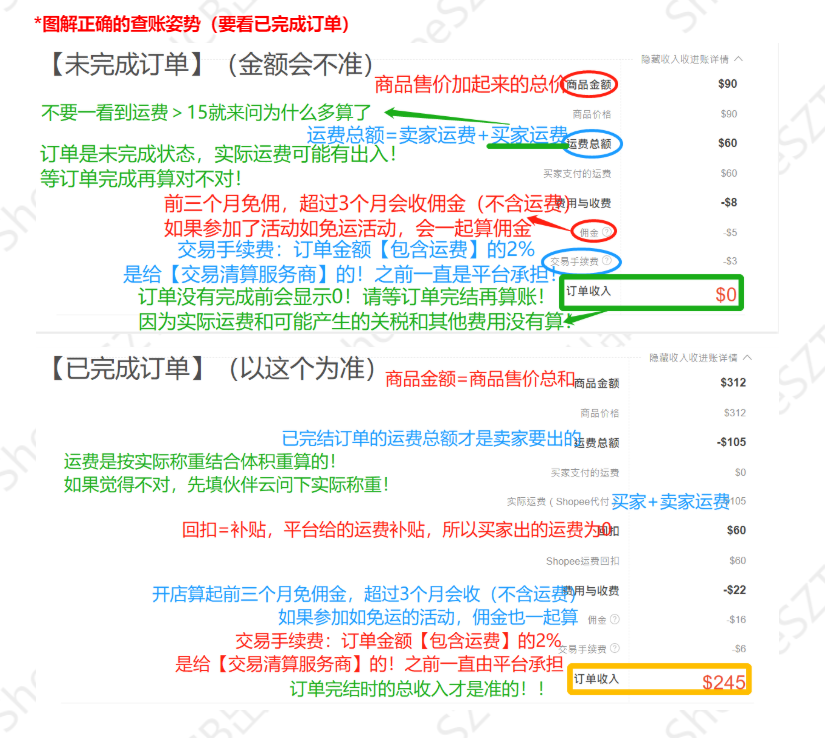 *图解正确的查账姿势（要看已完成订单）
【未完成订单】（金额会不准）
隐藏收入收进账详情
商品售价加起来的总价
商品金额 $90
不要一看到运费＞15就来问为什么多算了
商品价格 $90
运费总额=卖家运费+买家运费
运费总额 $60
订单是未完成状态，实际运费可能有出入！
等订单完成再算对不对！
买家支付的运费 $60
前三个月免佣，超过3个月会收佣金（不含运费）
费用与收费 -$8
如果参加了活动如免运活动，会一起算佣金
佣金 -$5
交易手续费：订单金额【包含运费】的2%
交易手续费 -$3
是给【交易清算服务商】的！之前一直是平台承担！
订单没有完成前会显示0！请等订单完结再算账！
订单收入 $0
因为实际运费和可能产生的关税和其他费用没有算！
【已完成订单】（以这个为准）
隐藏收入收进账详情
商品金额=商品售价总和
商品金额 $312
商品价格 $312
已完结订单的运费总额才是卖家要出的
运费总额 -$105
运费是按实际称重结合体积重算的！
如果觉得不对，先填伙伴云问下实际称重！
买家支付的运费 $0
实际运费（Shopee代付
买家+卖家运费
105
回扣=补贴，平台给的运费补贴，所以买家出的运费为0
回扣 $60
Shopee运费回扣 $60
开店算起前三个月免佣金，超过3个月会收（不含运费）
费用与收费 -$22
如果参加如免运的活动，佣金也一起算
佣金 -$16
交易手续费：订单金额【包含运费】的2%
交易手续费 -$6
是给【交易清算服务商】的！之前一直由平台承担
订单完结时的总收入才是准的！！
订单收入 $245